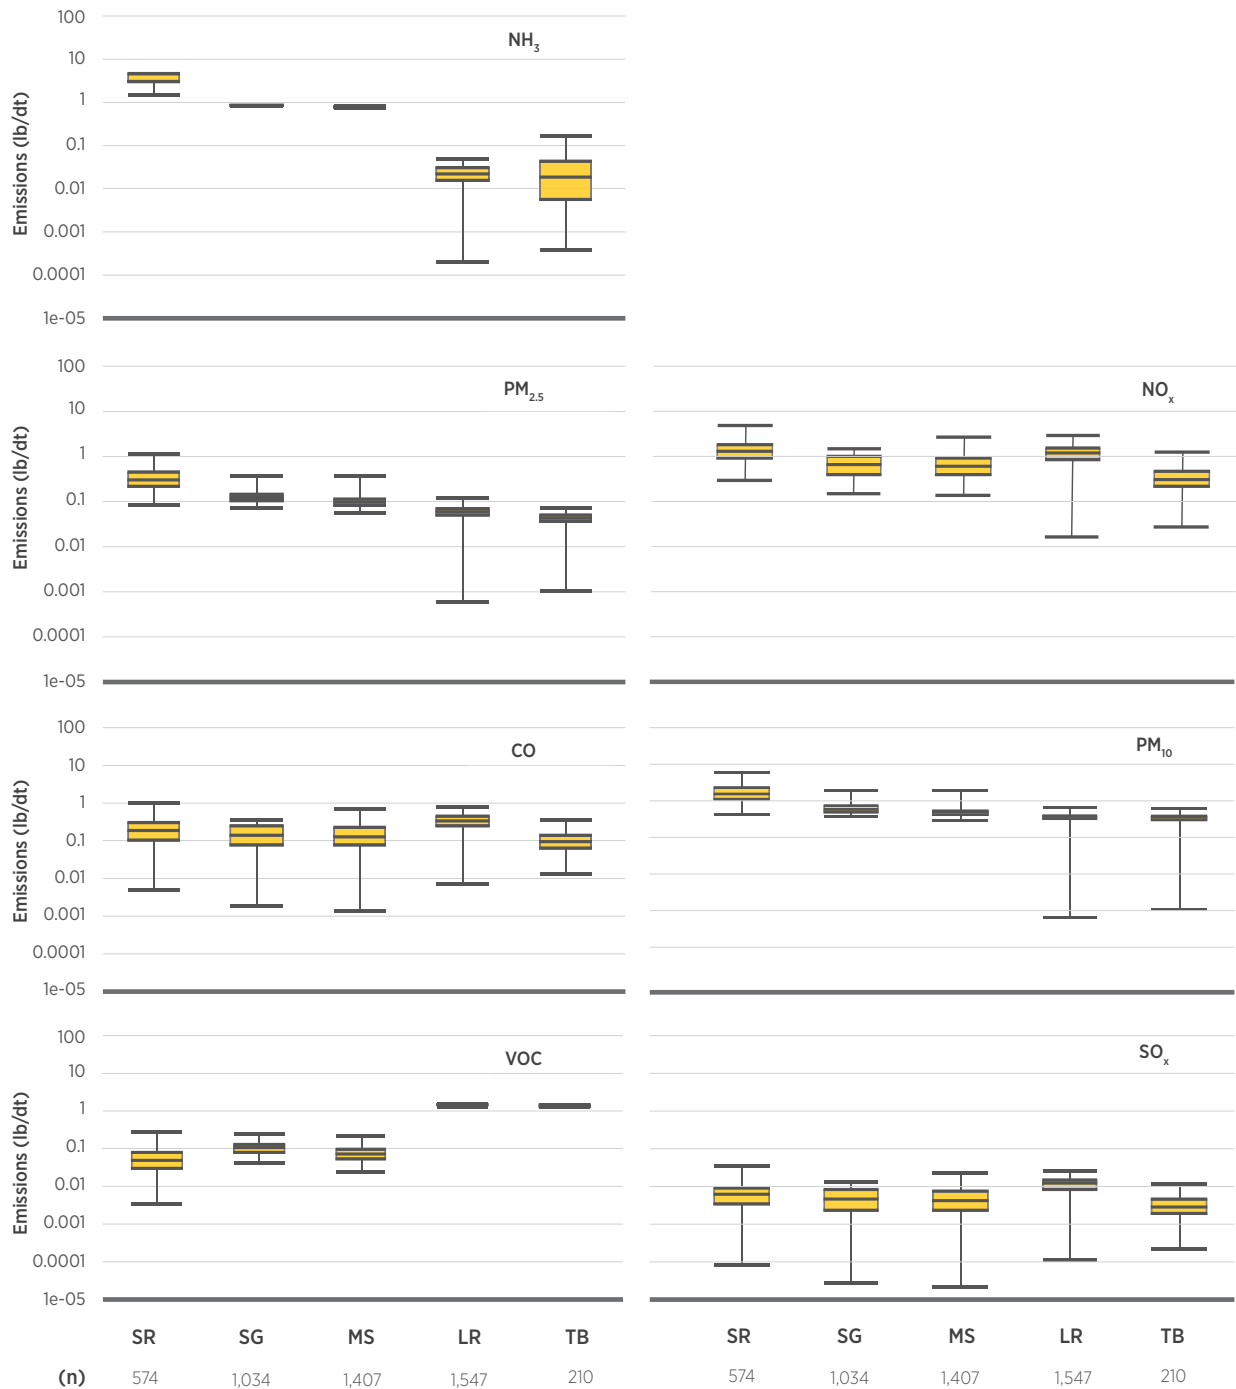 100
NH3
10
1
0.1
0.01
0.001
0.0001
1e-05
Emissions (lb/dt)
100
PM2.5
10
1
0.1
0.01
0.001
0.0001
1e-05
Emissions (lb/dt)
NOx
100
CO
10
1
0.1
0.01
0.001
0.0001
1e-05
Emissions (lb/dt)
PM10
100
VOC
10
1
0.1
0.01
0.001
0.0001
1e-05
Emissions (lb/dt)
SOx
SR SG MS LR TB SR SG MS LR TB
(n) 574 1,034 1,407 1,547 210 574 1,034 1,407 1,547 210